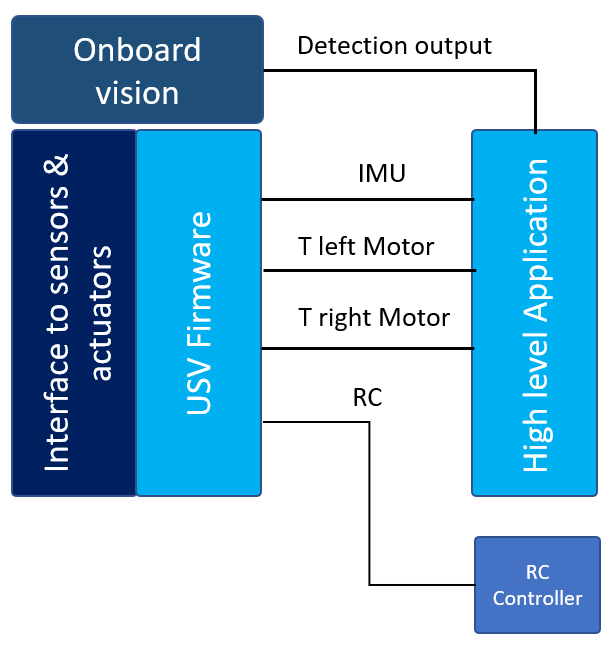 Onboard
vision
Detection output
Interface to sensors &
actuators
USV Firmware
IMU
T left Motor
T right Motor
RC
High level Application
RC
Controller